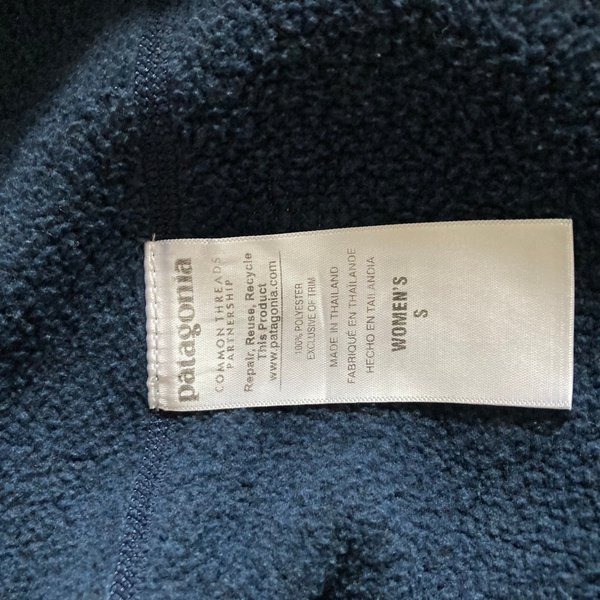 patagonia
COMMON THREADS
PARTNERSHIP
Repair, Reuse, Recycle
This Product
www.patagonia.com
100% POLYESTER
EXCLUSIVE OF TRIM
MADE IN THAILAND
FABRIQUÉ EN THAÏLANDE
HECHO EN TAILANDIA
WOMEN'S
S